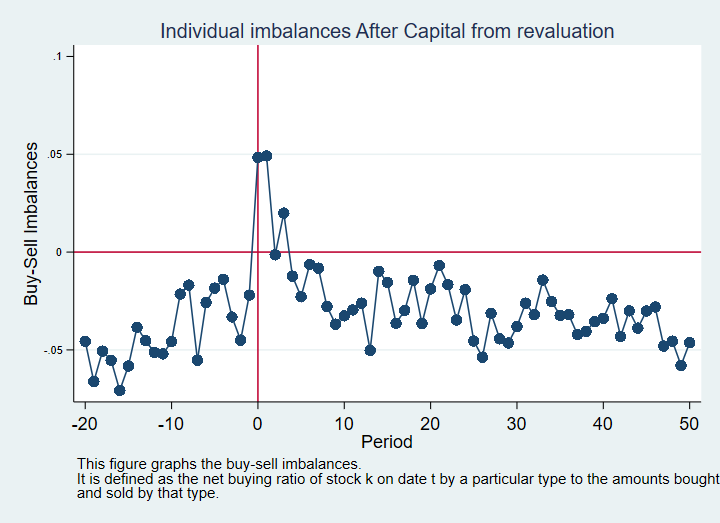 Individual imbalances After Capital from revaluation
Buy-Sell Imbalances
.1
.05
0
-.05
-20 -10 0 10 20 30 40 50
Period
This figure graphs the buy-sell imbalances.
It is defined as the net buying ratio of stock k on date t by a particular type to the amounts bought
and sold by that type.